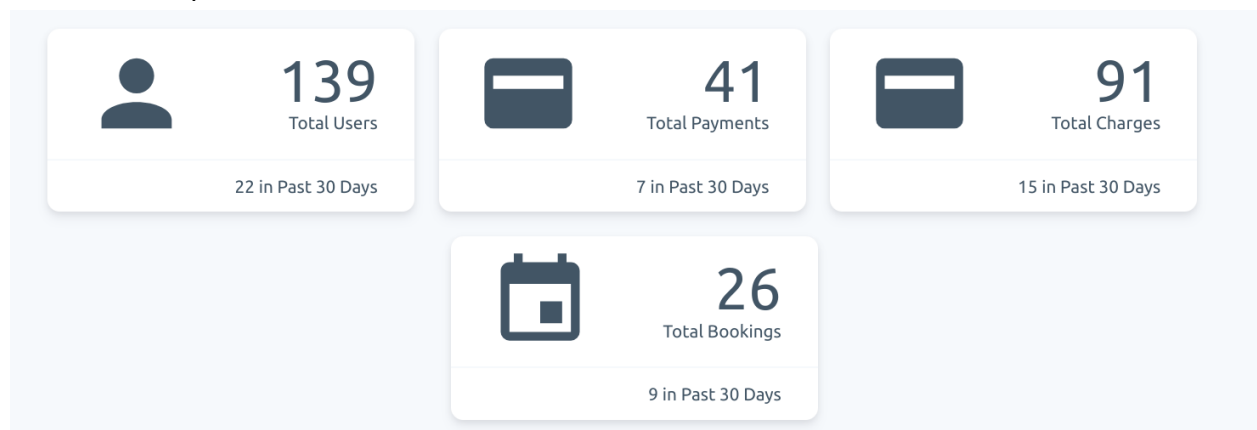 139
Total Users
22 in Past 30 Days
41
Total Payments
7 in Past 30 Days
91
Total Charges
15 in Past 30 Days
26
Total Bookings
9 in Past 30 Days